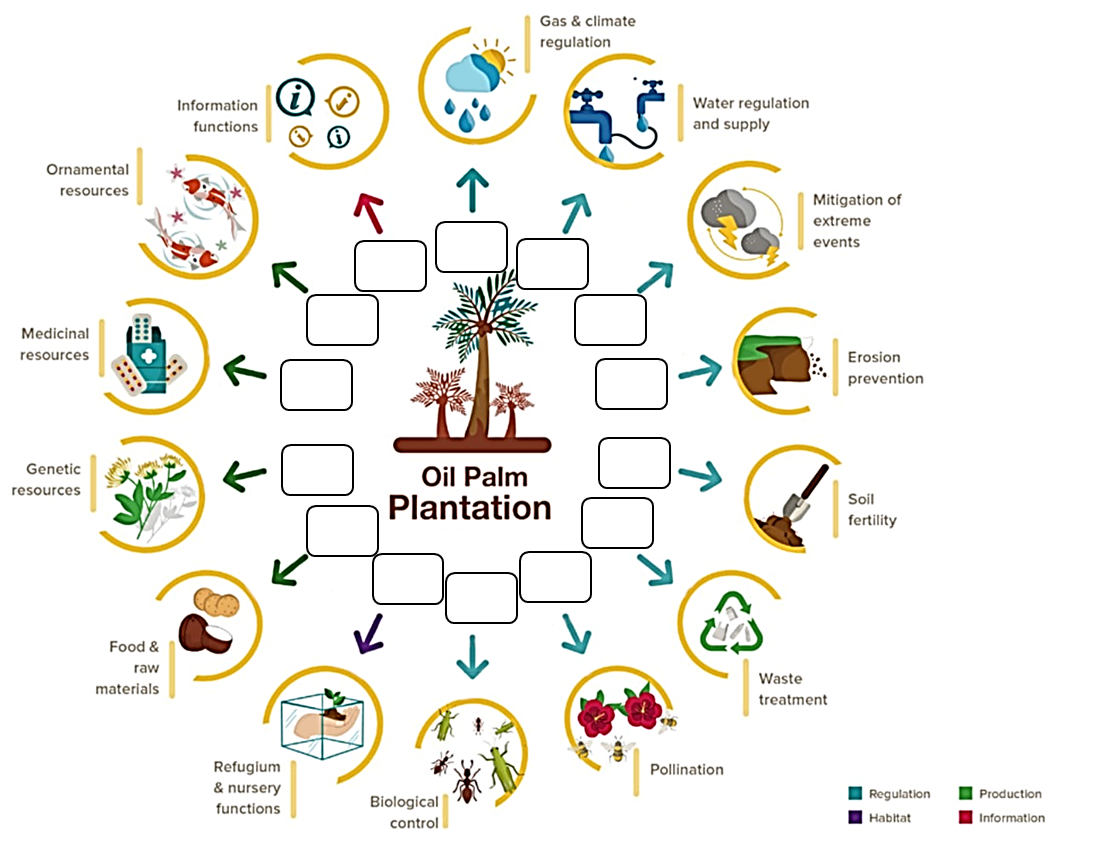 Gas & climate
regulation
Information
functions
Water regulation
and supply
Ornamental
resources
Mitigation of
extreme
events
Medicinal
resources
Erosion
prevention
Oil Palm
Plantation
Genetic
resources
Soil
fertility
Food &
raw
materials
Waste
treatment
Refugium
& nursery
functions
Biological
control
Pollination
Regulation
Production
Habitat
Information